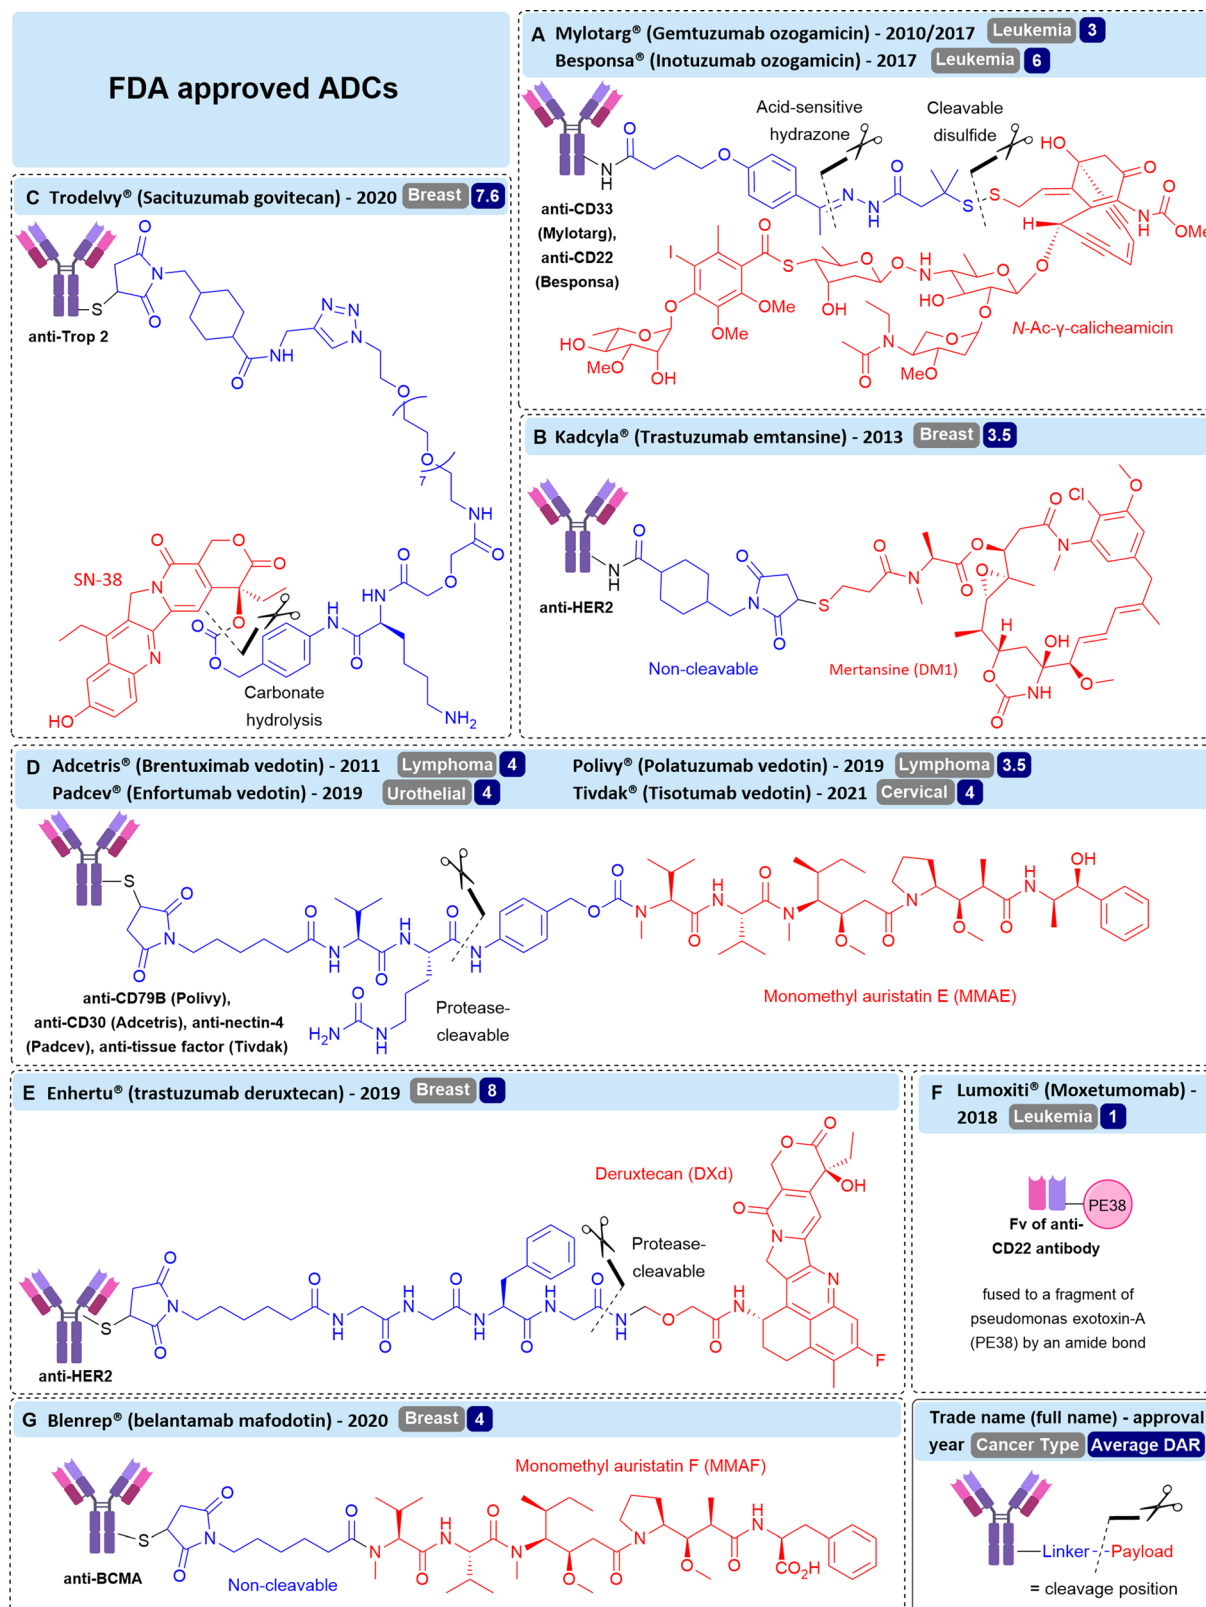 FDA approved ADCs
A Mylotarg® (Gemtuzumab ozogamicin) - 2010/2017 Leukemia 3
Besponsa® (Inotuzumab ozogamicin) - 2017 Leukemia 6
Acid-sensitive
hydrazone
Cleavable
disulfide
anti-CD33
(Mylotarg),
anti-CD22
(Besponsa)
N-Ac-γ-calicheamicin
C Trodelvy® (Sacituzumab govitecan) - 2020 Breast 7.6
anti-Trop 2
7
SN-38
Carbonate
hydrolysis
B Kadcyla® (Trastuzumab emtansine) - 2013 Breast 3.5
anti-HER2
Non-cleavable
Mertansine (DM1)
D Adcetris® (Brentuximab vedotin) - 2011 Lymphoma 4 Polivy® (Polatuzumab vedotin) - 2019 Lymphoma 3.5
Padcev® (Enfortumab vedotin) - 2019 Urothelial 4 Tivdak® (Tisotumab vedotin) - 2021 Cervical 4
anti-CD79B (Polivy),
anti-CD30 (Adcetris), anti-nectin-4
(Padcev), anti-tissue factor (Tivdak)
Protease-
cleavable
Monomethyl auristatin E (MMAE)
E Enhertu® (trastuzumab deruxtecan) - 2019 Breast 8
Deruxtecan (DXd)
Protease-
cleavable
anti-HER2
F Lumoxiti® (Moxetumomab) -
2018 Leukemia 1
PE38
Fv of anti-
CD22 antibody
fused to a fragment of
pseudomonas exotoxin-A
(PE38) by an amide bond
G Blenrep® (belantamab mafodotin) - 2020 Breast 4
Monomethyl auristatin F (MMAF)
anti-BCMA
Non-cleavable
Trade name (full name) - approval
year Cancer Type Average DAR
Linker Payload
= cleavage position